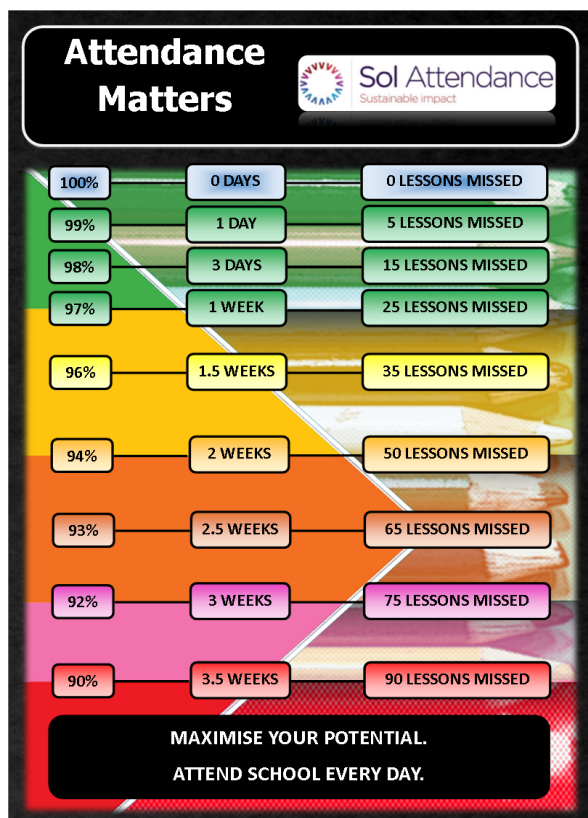 Attendance
Matters
Sol Attendance
Sustainable impact
100% 0 DAYS 0 LESSONS MISSED
99% 1 DAY 5 LESSONS MISSED
98% 3 DAYS 15 LESSONS MISSED
97% 1 WEEK 25 LESSONS MISSED
96% 1.5 WEEKS 35 LESSONS MISSED
94% 2 WEEKS 50 LESSONS MISSED
93% 2.5 WEEKS 65 LESSONS MISSED
92% 3 WEEKS 75 LESSONS MISSED
90% 3.5 WEEKS 90 LESSONS MISSED
MAXIMISE YOUR POTENTIAL.
ATTEND SCHOOL EVERY DAY.